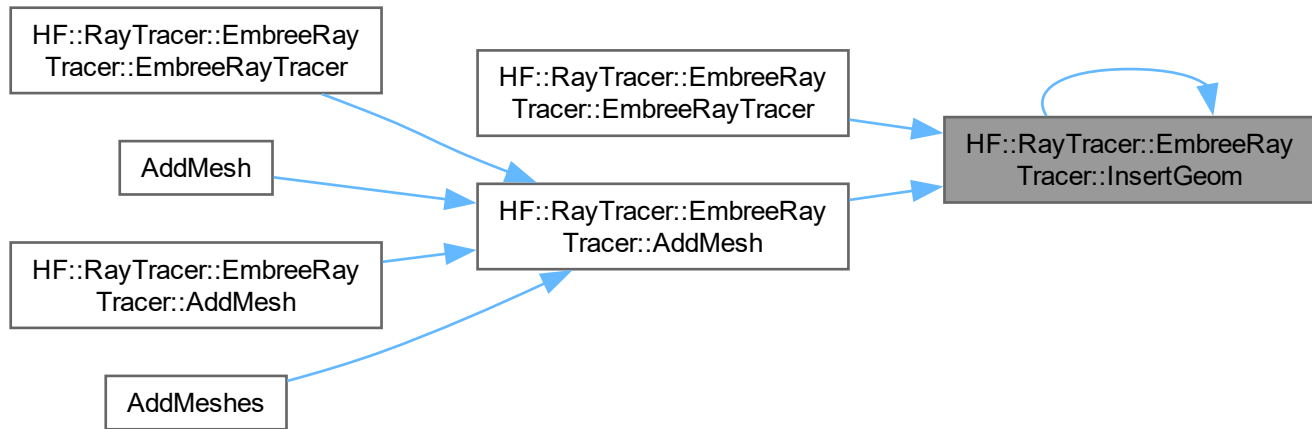 HF::RayTracer::EmbreeRay
Tracer::EmbreeRayTracer
AddMesh
HF::RayTracer::EmbreeRay
Tracer::AddMesh
AddMeshes
HF::RayTracer::EmbreeRay
Tracer::EmbreeRayTracer
HF::RayTracer::EmbreeRay
Tracer::AddMesh
HF::RayTracer::EmbreeRay
Tracer::InsertGeom